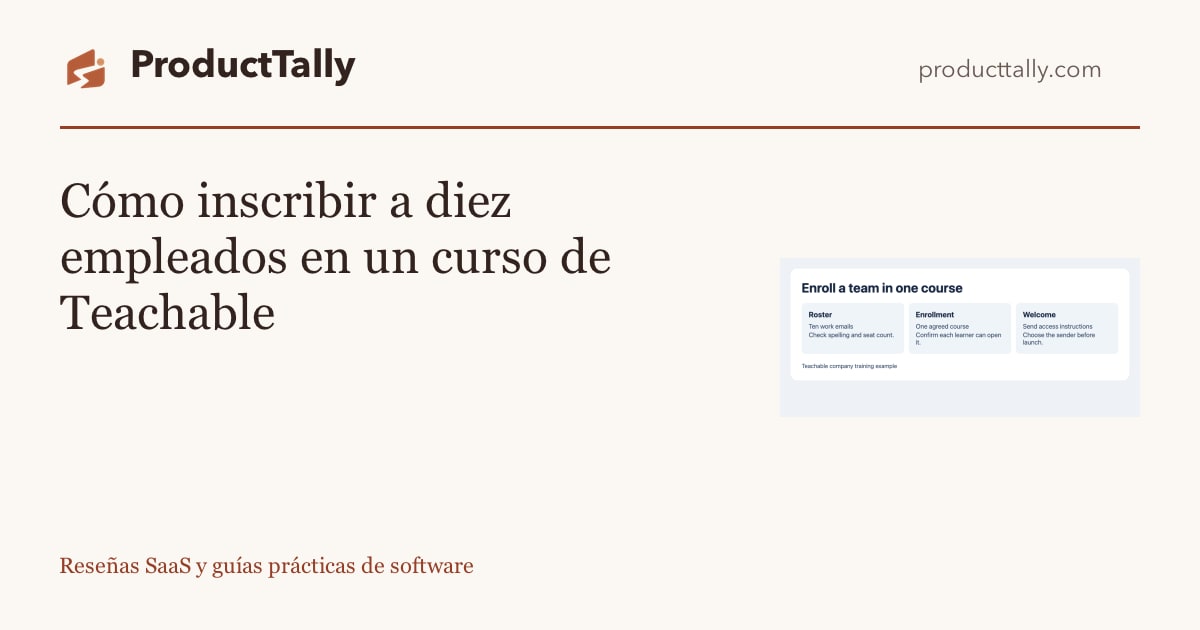 ProductTally
producttally.com
Cómo inscribir a diez
empleados en un curso de
Teachable
Enroll a team in one course
Roster
Ten work emails
Check spelling and seat count.
Enrollment
One agreed course
Confirm each learner can open
it.
Welcome
Send access instructions
Choose the sender before
launch.
Teachable company training example
Reseñas SaaS y guías prácticas de software